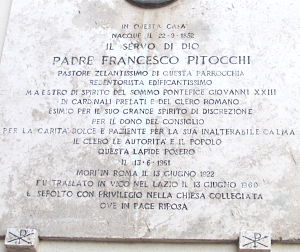 IN QUESTA CASA
NACQUE IL 22-9-1852
IL SERVO DI DIO
PADRE FRANCESCO PITOCCHI
PASTORE ZELANTISSIMO DI QUESTA PARROCCHIA
REDENTORISTA EDIFICANTISSIMO
MAESTRO DI SPIRITO DEL SOMMO PONTEFICE GIOVANNI XXIII
DI CARDINALI PRELATI E DEL CLERO ROMANO
ESIMIO PER IL SUO GRANDE SPIRITO DI DISCREZIONE
PER IL DONO DEL CONSIGLIO
PER LA CARITA' DOLCE E PAZIENTE PER LA SUA INALTERABILE CALMA
IL CLERO LE AUTORITA' E IL POPOLO
QUESTA LAPIDE POSERO
IL 13-6-1961
MORI IN ROMA IL 13 GIUGNO 1922
FU TRASLATO IN VICO NEL LAZIO IL 13 GIUGNO
E SEPOLTO CON PRIVILEGIO NELLA CHIESA COLLEGIATA
OVE IN PACE RIPOSA